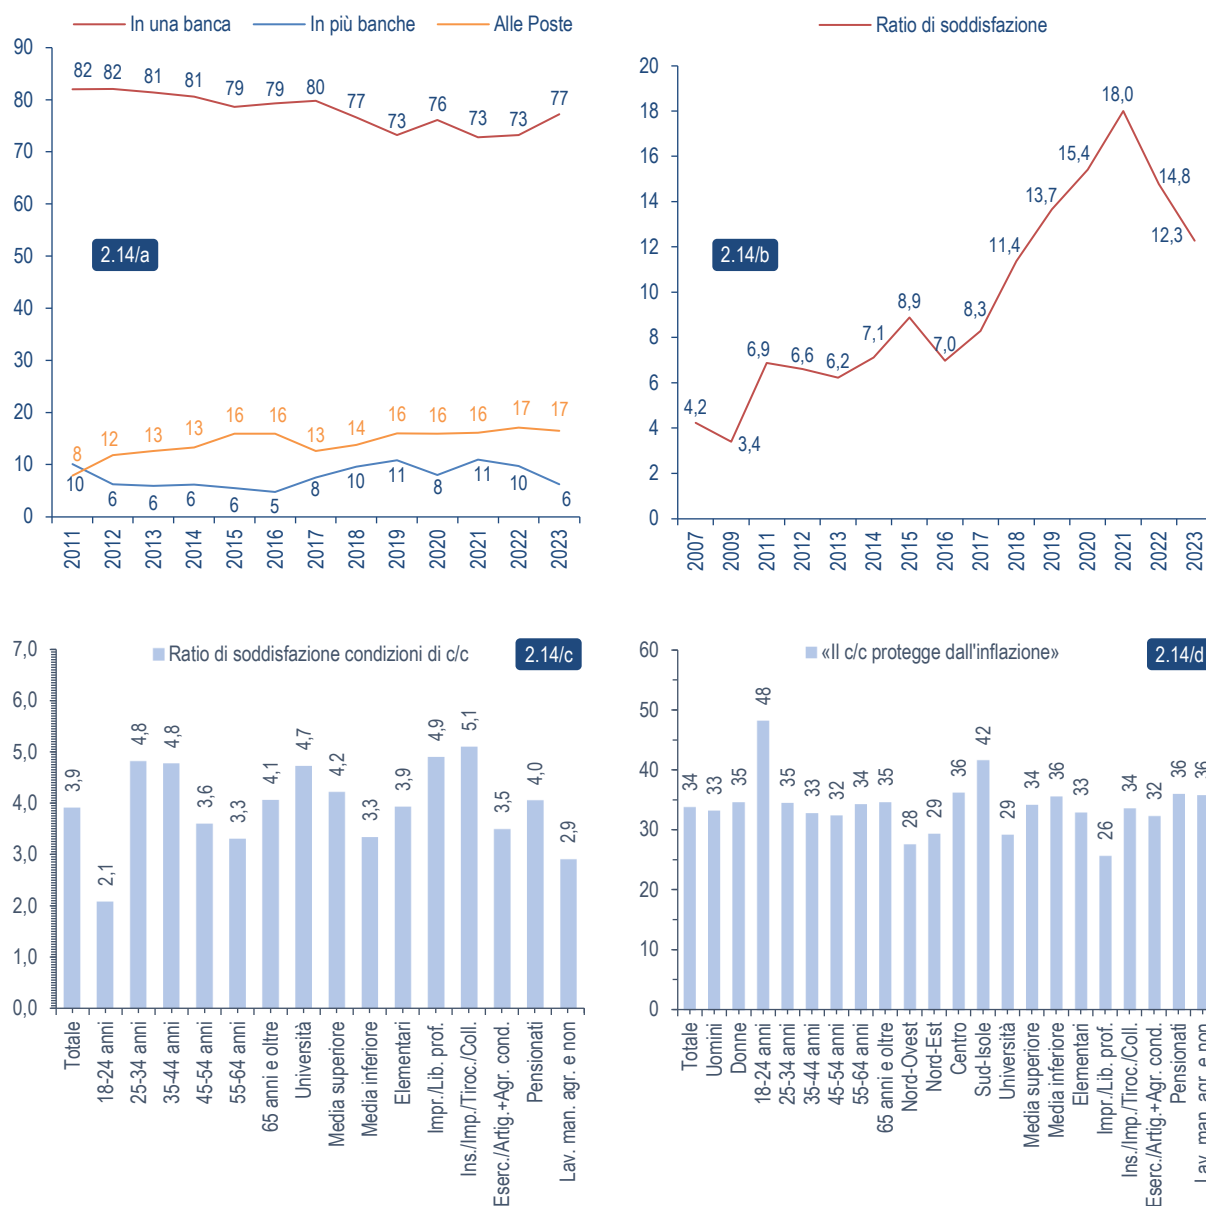 In una banca In più banche Alle Poste
90
80
70
60
50
40
30
20
10
0
82 82 81 81 79 79 80 77 73 76 73 73 77
2.14/a
8 12 13 13 16 16 13 14 16 16 16 17 17
10 6 6 6 6 5 8 10 11 8 11 10 6
2011 2012 2013 2014 2015 2016 2017 2018 2019 2020 2021 2022 2023
Ratio di soddisfazione
20
18
16
14
12
10
8
6
4
2
0
4,2 3,4 6,9 6,6 6,2 7,1 8,9 7,0 8,3 11,4 13,7 15,4 18,0 14,8 12,3
2.14/b
2007 2009 2011 2012 2013 2014 2015 2016 2017 2018 2019 2020 2021 2022 2023
Ratio di soddisfazione condizioni di c/c
2.14/c
7,0
6,0
5,0
4,0
3,0
2,0
1,0
0,0
3,9 2,1 4,8 4,8 3,6 3,3 4,1 4,7 4,2 3,3 3,9 4,9 5,1 3,5 4,0 2,9
Totale
18-24 anni
25-34 anni
35-44 anni
45-54 anni
55-64 anni
65 anni e oltre
Università
Media superiore
Media inferiore
Elementari
Impr./Lib. prof.
Ins./Imp./Tiroc./Coll.
Eserc./Artig.+Agr. cond.
Pensionati
Lav. man. agr. e non
«Il c/c protegge dall'inflazione»
2.14/d
60
50
40
30
20
10
0
34 33 35 48 35 33 32 34 35 28 29 36 42 29 34 36 33 26 34 32 36 36
Totale
Uomini
Donne
18-24 anni
25-34 anni
35-44 anni
45-54 anni
55-64 anni
65 anni e oltre
Nord-Ovest
Nord-Est
Centro
Sud-Isole
Università
Media superiore
Media inferiore
Elementari
Impr./Lib. prof.
Ins./Imp./Tiroc./Coll.
Eserc./Artig.+Agr. cond.
Pensionati
Lav. man. agr. e non